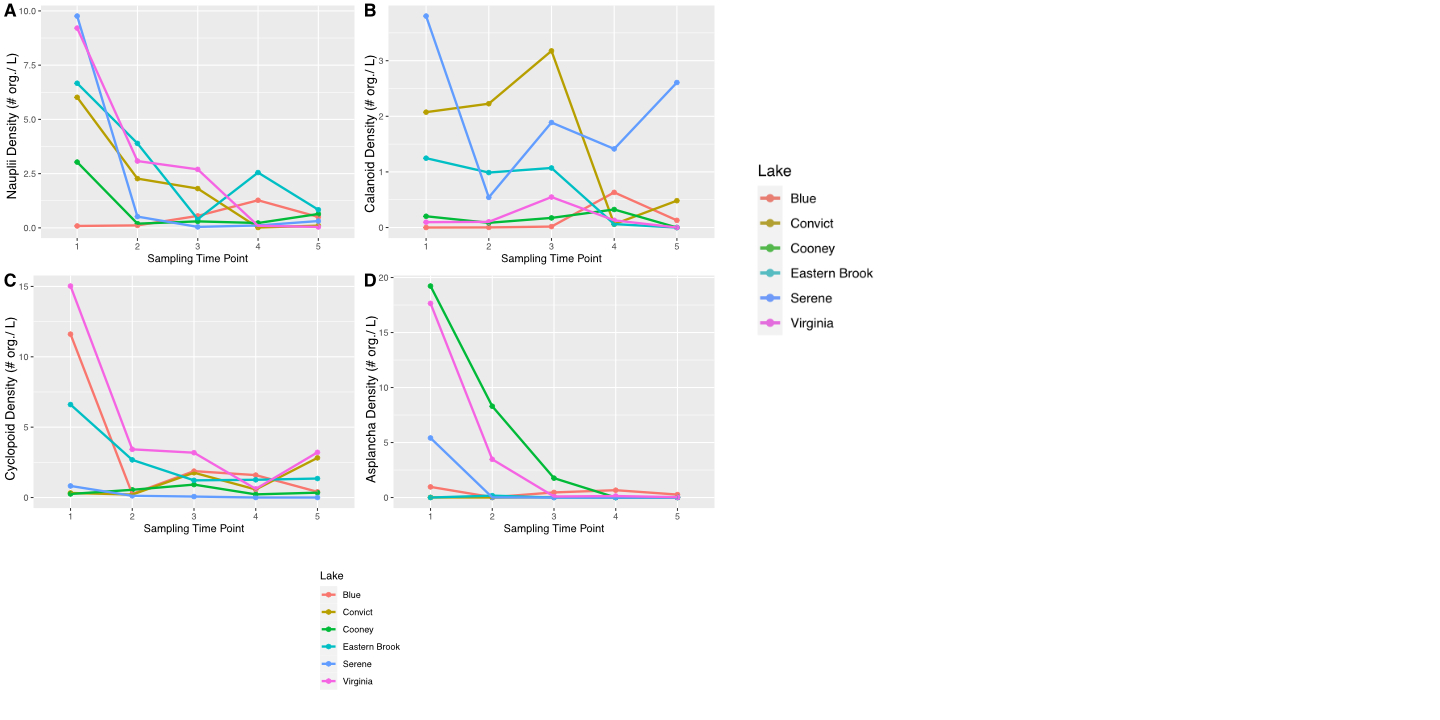 A
Nauplii Density (# org./ L)
10.0
7.5
5.0
2.5
0.0
1 2 3 4 5
Sampling Time Point
B
Calanoid Density (# org./ L)
3
2
1
0
1 2 3 4 5
Sampling Time Point
C
Cyclopoid Density (# org./ L)
15
10
5
0
1 2 3 4 5
Sampling Time Point
D
Asplancha Density (# org./ L)
20
15
10
5
0
1 2 3 4 5
Sampling Time Point
Lake
Blue
Convict
Cooney
Eastern Brook
Serene
Virginia
Lake
Blue
Convict
Cooney
Eastern Brook
Serene
Virginia